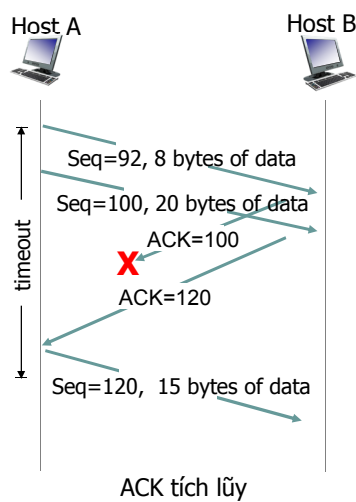 Host A
Host B
Seq=92, 8 bytes of data
Seq=100, 20 bytes of data
ACK=100
X
timeout
ACK=120
Seq=120, 15 bytes of data
ACK tích lũy